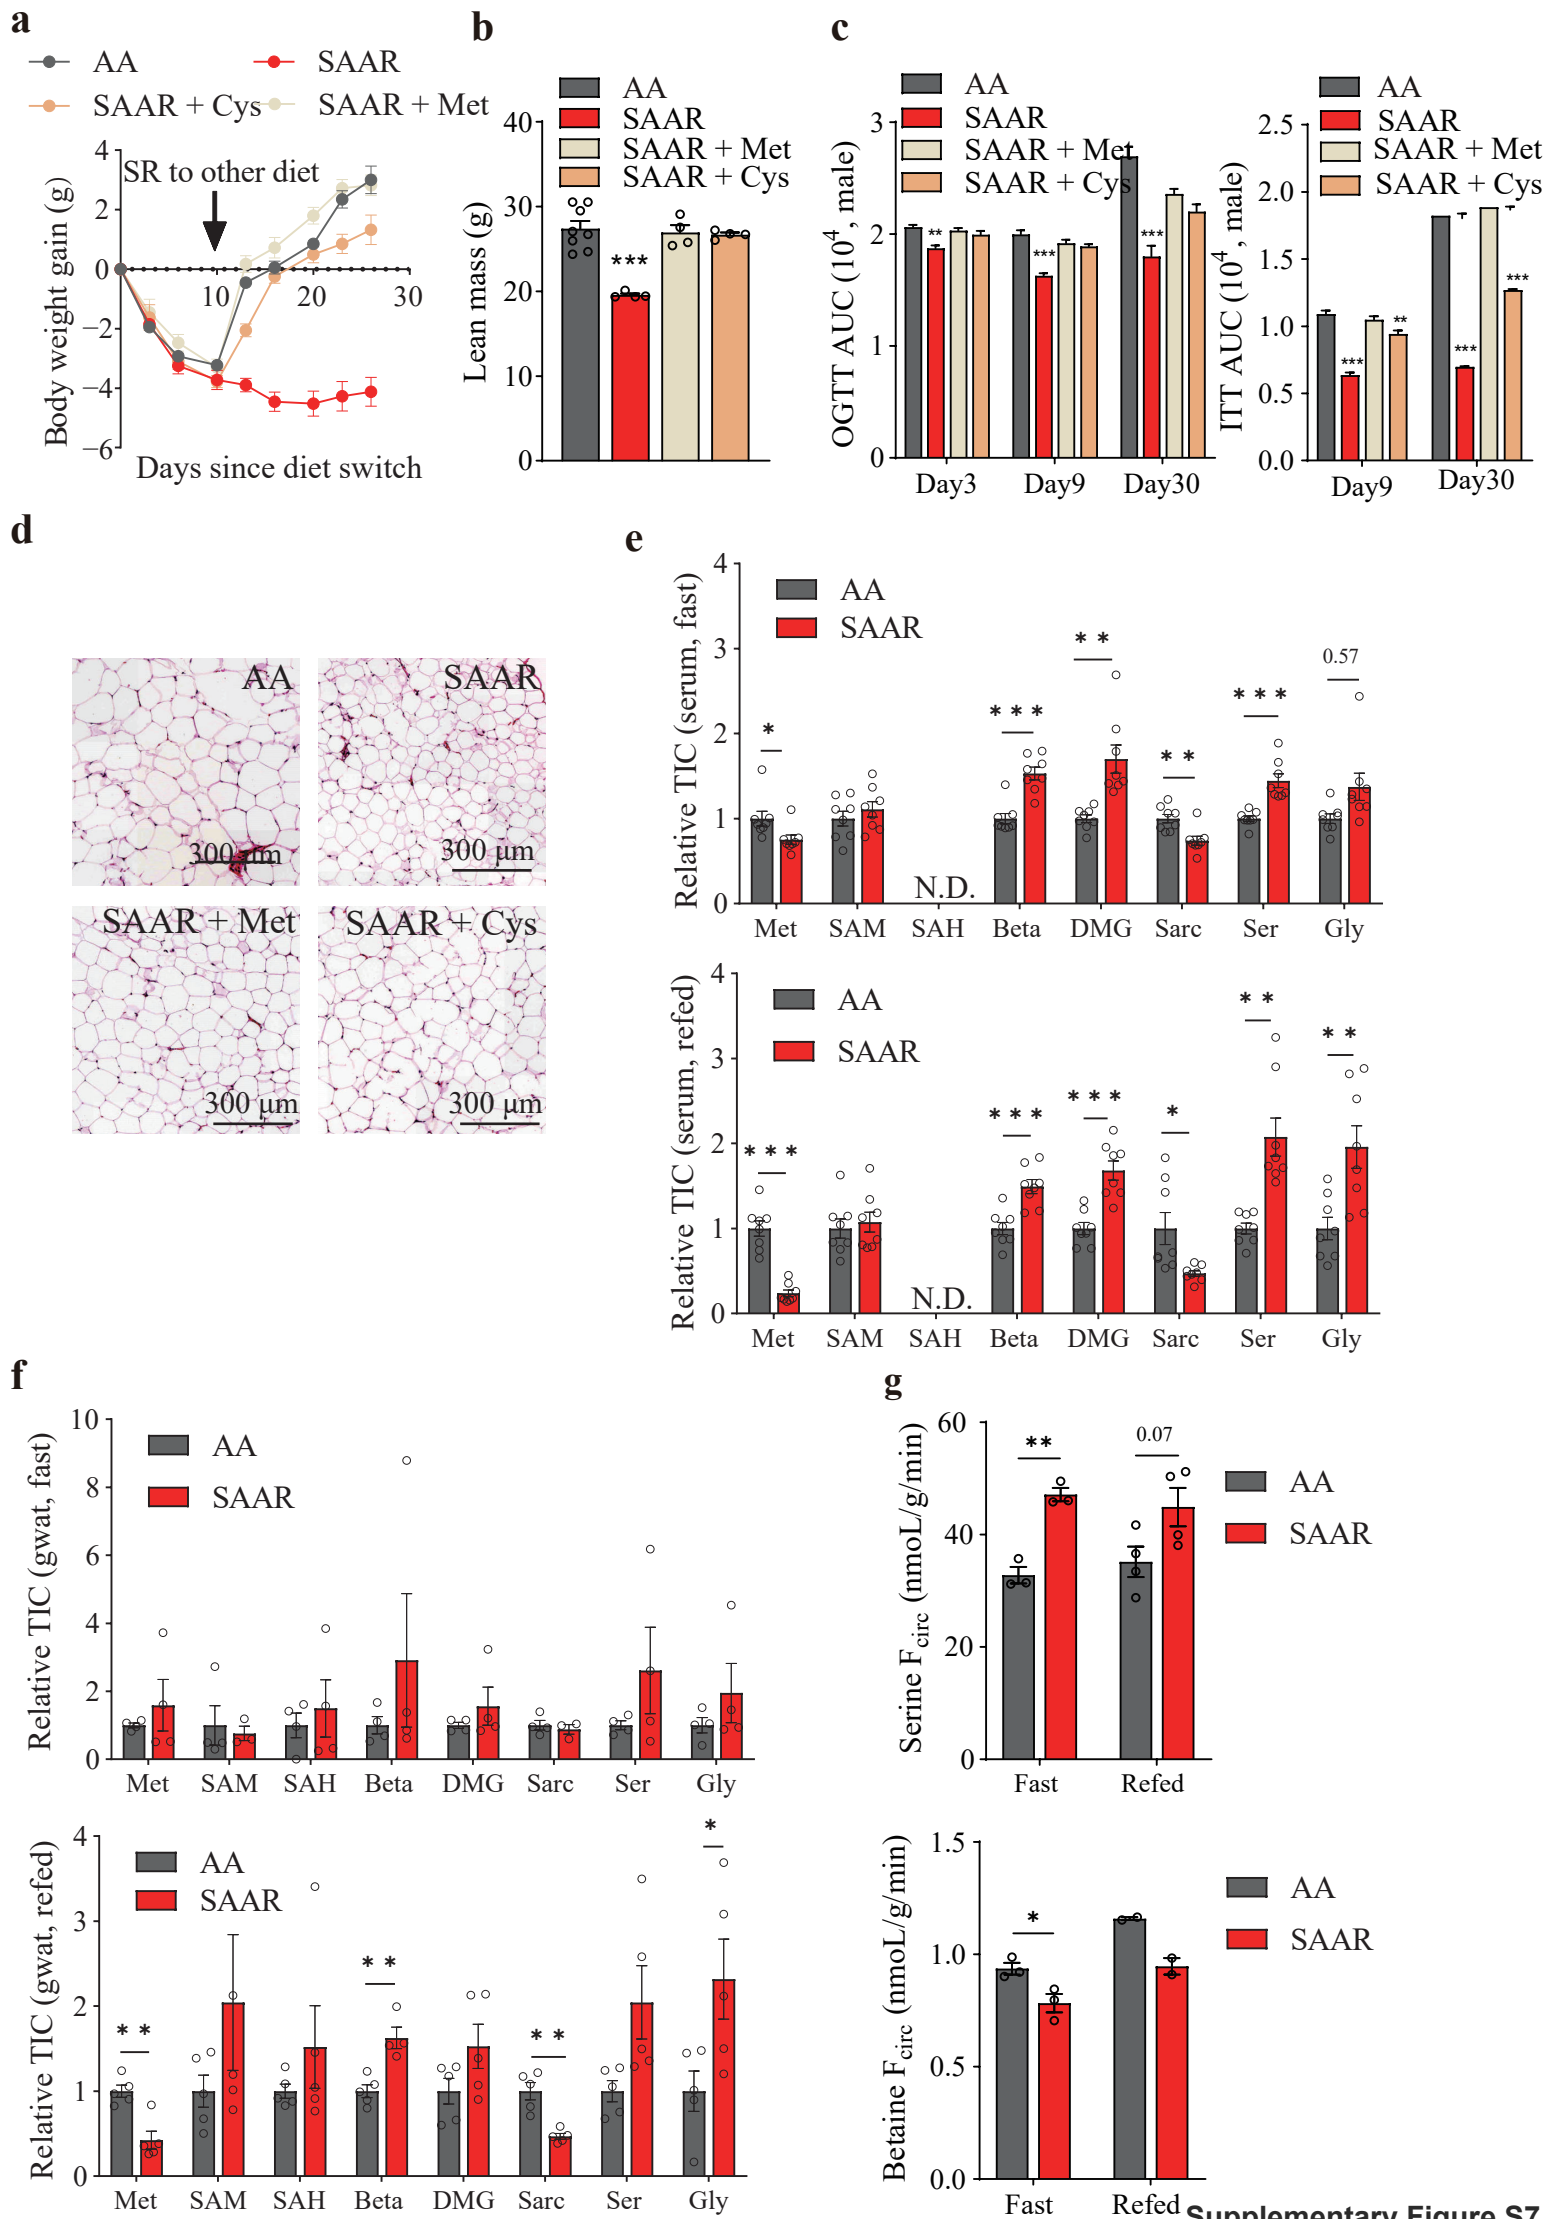 a
AA
SAAR
SAAR + Cys
SAAR + Met
Body weight gain (g)
4
2
0
−2
−4
−6
SR to other diet
10
20
30
Days since diet switch
b
AA
SAAR
SAAR + Met
SAAR + Cys
Lean mass (g)
40
30
20
10
0
***
c
AA
SAAR
SAAR + Met
SAAR + Cys
OGTT AUC (10^4, male)
3
2
1
0
**
***
***
Day3
Day9
Day30
AA
SAAR
SAAR + Met
SAAR + Cys
ITT AUC (10^4, male)
2.5
2.0
1.5
1.0
0.5
0.0
***
**
***
***
Day9
Day30
d
AA
300 μm
SAAR
300 μm
SAAR + Met
300 μm
SAAR + Cys
300 μm
e
AA
SAAR
Relative TIC (serum, fast)
4
3
2
1
0
*
N.D.
***
**
**
***
0.57
Met SAM SAH Beta DMG Sarc Ser Gly
AA
SAAR
Relative TIC (serum, refed)
4
3
2
1
0
***
N.D.
***
***
*
**
**
Met SAM SAH Beta DMG Sarc Ser Gly
f
AA
SAAR
Relative TIC (gwat, fast)
10
8
6
4
2
0
Met SAM SAH Beta DMG Sarc Ser Gly
AA
SAAR
Relative TIC (gwat, refed)
4
3
2
1
0
**
**
**
*
Met SAM SAH Beta DMG Sarc Ser Gly
g
Serine Fcirc (nmoL/g/min)
60
40
20
0
**
0.07
AA
SAAR
Fast
Refed
Betaine Fcirc (nmoL/g/min)
1.5
1.0
0.5
0.0
*
AA
SAAR
Fast
Refed
Supplementary Figure S7